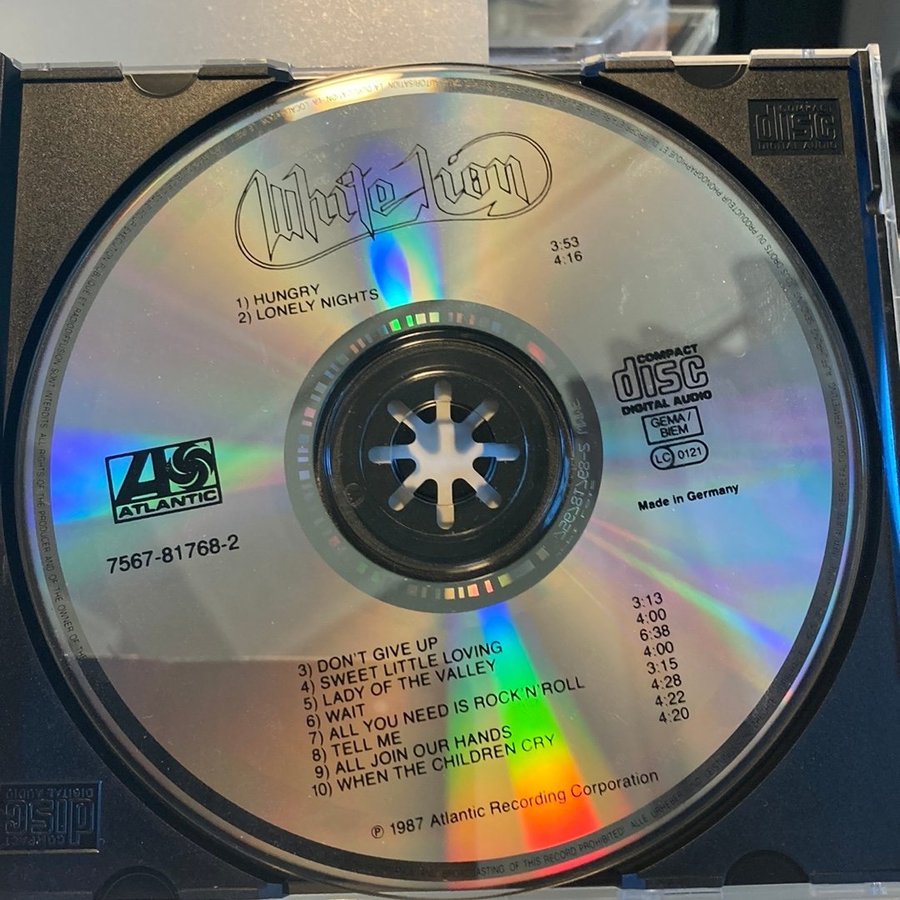 White Lion
1) HUNGRY 3:53
2) LONELY NIGHTS 4:16
COMPACT
disc
DIGITAL AUDIO
GEMA/
BIEM
LC 0121
Made in Germany
ATLANTIC
7567-81768-2
3) DON'T GIVE UP 3:13
4) SWEET LITTLE LOVING 4:00
5) LADY OF THE VALLEY 6:38
6) WAIT 4:00
7) ALL YOU NEED IS ROCK'N'ROLL 3:15
8) TELL ME 4:28
9) ALL JOIN OUR HANDS 4:22
10) WHEN THE CHILDREN CRY 4:20
℗ 1987 Atlantic Recording Corporation
COMPACT
disc
DIGITAL AUDIO
COMPACT
disc
DIGITAL AUDIO